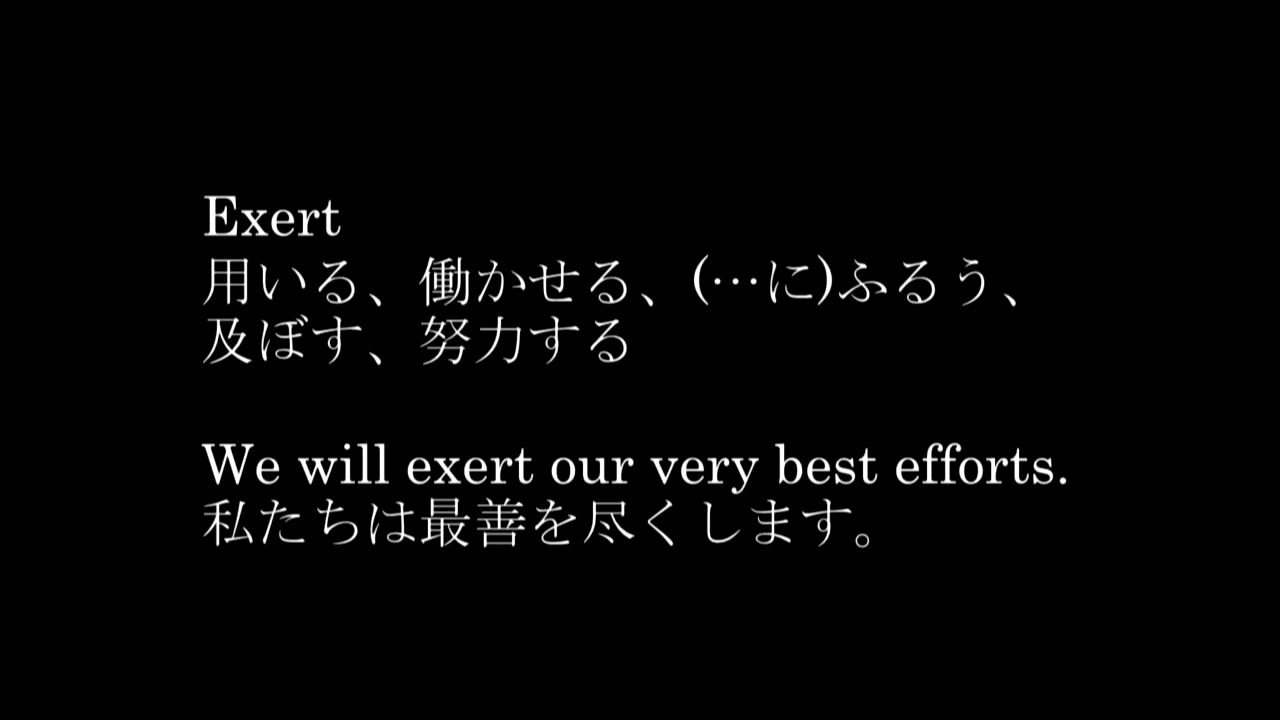 Exert
用いる、働かせる、(…に)ふるう、
及ぼす、努力する
We will exert our very best efforts.
私たちは最善を尽くします。